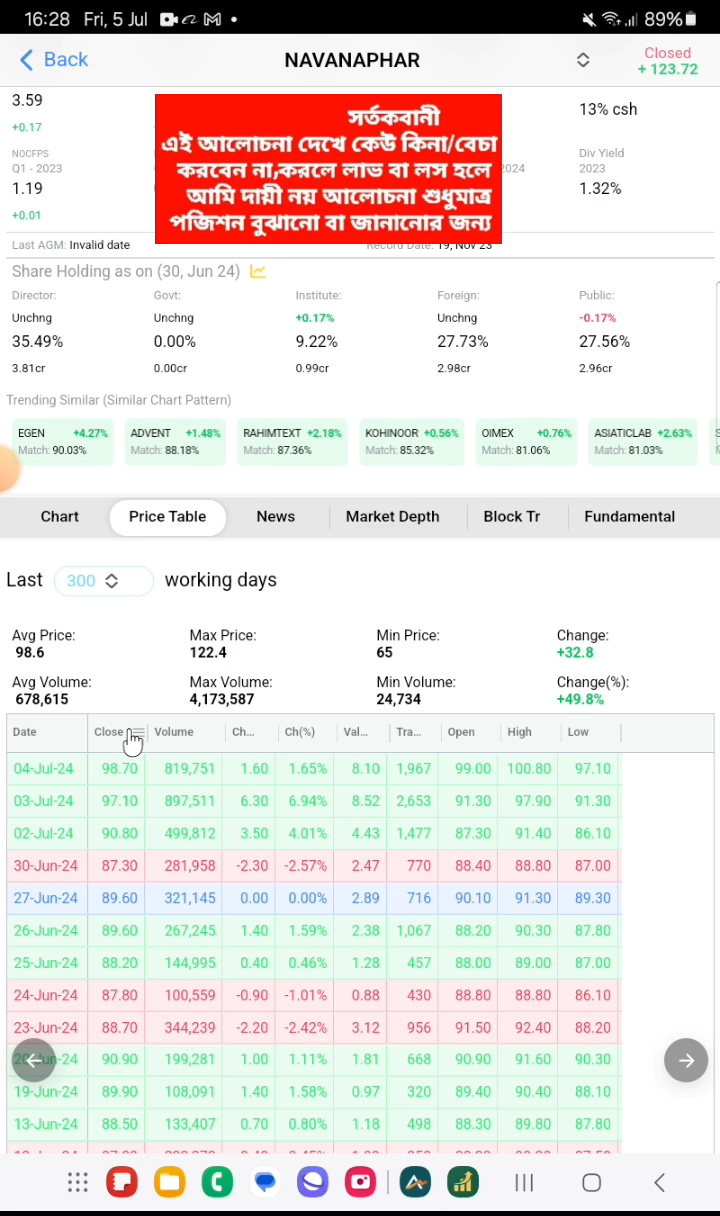 16:28 Fri, 5 Jul 89%
Back NAVANAPHAR Closed
+ 123.72
3.59 13% csh
+0.17
NOCFPS Div Yield
Q1 - 2023 2024 2023
1.19 1.32%
+0.01
সর্তকবানী
এই আলোচনা দেখে কেউ কিনা/বেচা
করবেন না,করলে লাভ বা লস হলে
আমি দায়ী নয় আলোচনা শুধুমাত্র
পজিশন বুঝানো বা জানানোর জন্য
Last AGM: Invalid date Record Date: 19, Nov 23
Share Holding as on (30, Jun 24)
Director: Govt: Institute: Foreign: Public:
Unchng Unchng +0.17% Unchng -0.17%
35.49% 0.00% 9.22% 27.73% 27.56%
3.81cr 0.00cr 0.99cr 2.98cr 2.96cr
Trending Similar (Similar Chart Pattern)
EGEN +4.27% ADVENT +1.48% RAHIMTEXT +2.18% KOHINOOR +0.56% OIMEX +0.76% ASIATICLAB +2.63% S
Match: 90.03% Match: 88.18% Match: 87.36% Match: 85.32% Match: 81.06% Match: 81.03%
Chart Price Table News Market Depth Block Tr Fundamental
Last 300 working days
Avg Price: Max Price: Min Price: Change:
98.6 122.4 65 +32.8
Avg Volume: Max Volume: Min Volume: Change(%):
678,615 4,173,587 24,734 +49.8%
Date Close Volume Ch... Ch(%) Val... Tra... Open High Low
04-Jul-24 98.70 819,751 1.60 1.65% 8.10 1,967 99.00 100.80 97.10
03-Jul-24 97.10 897,511 6.30 6.94% 8.52 2,653 91.30 97.90 91.30
02-Jul-24 90.80 499,812 3.50 4.01% 4.43 1,477 87.30 91.40 86.10
30-Jun-24 87.30 281,958 -2.30 -2.57% 2.47 770 88.40 88.80 87.00
27-Jun-24 89.60 321,145 0.00 0.00% 2.89 716 90.10 91.30 89.30
26-Jun-24 89.60 267,245 1.40 1.59% 2.38 1,067 88.20 90.30 87.80
25-Jun-24 88.20 144,995 0.40 0.46% 1.28 457 88.00 89.00 87.00
24-Jun-24 87.80 100,559 -0.90 -1.01% 0.88 430 88.80 88.80 86.10
23-Jun-24 88.70 344,239 -2.20 -2.42% 3.12 956 91.50 92.40 88.20
20-Jun-24 90.90 199,281 1.00 1.11% 1.81 668 90.90 91.60 90.30
19-Jun-24 89.90 108,091 1.40 1.58% 0.97 320 89.40 90.40 88.10
13-Jun-24 88.50 133,407 0.70 0.80% 1.18 498 88.30 89.80 87.80